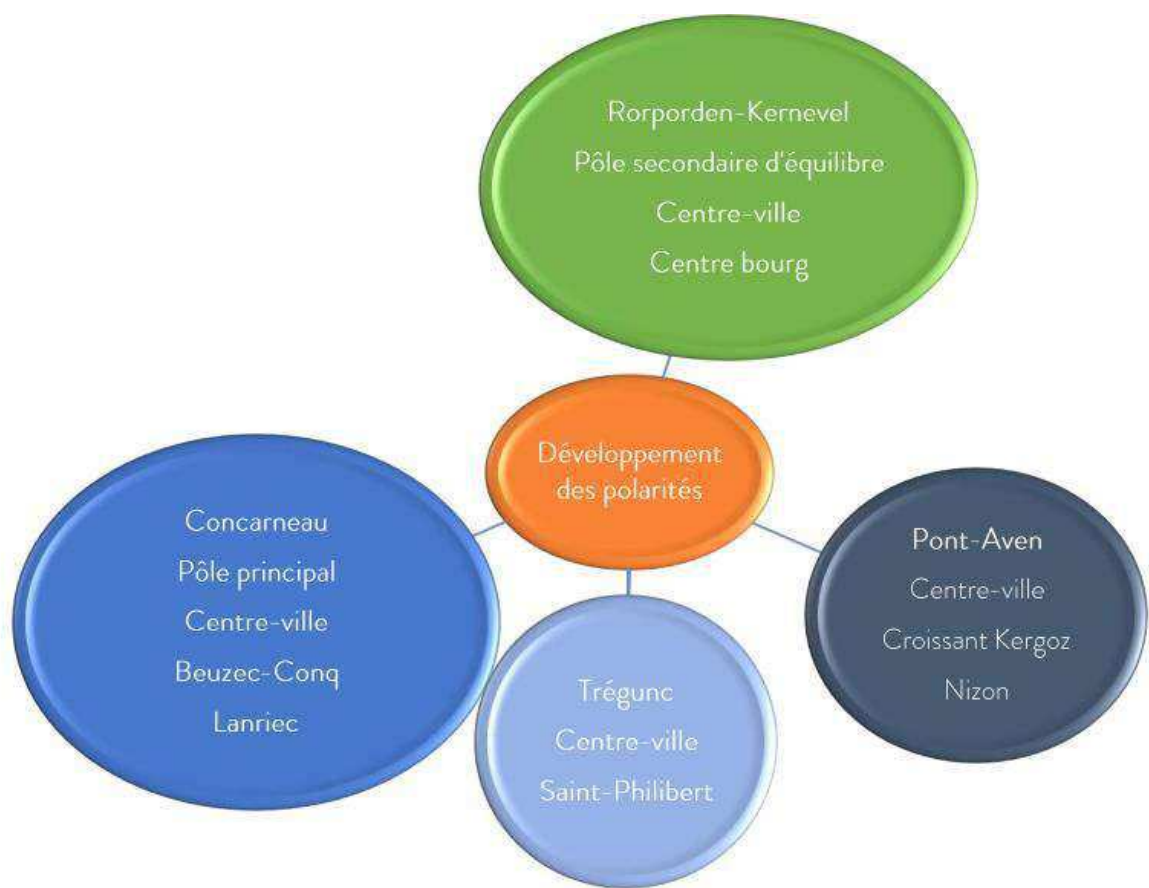 Rorporden-Kernevel
Pôle secondaire d'équilibre
Centre-ville
Centre bourg
Développement
des polarités
Concarneau
Pôle principal
Centre-ville
Beuzec-Conq
Lanriec
Trégunc
Centre-ville
Saint-Philibert
Pont-Aven
Centre-ville
Croissant Kergoz
Nizon